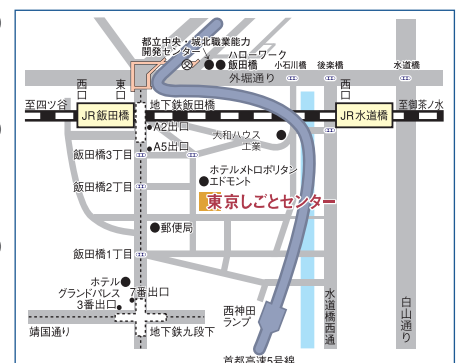 都立中央・城北職業能力
開発センター
ハローワーク
飯田橋
小石川橋
後楽橋
水道橋
外堀通り
西口
東口
西口
至四ツ谷
JR飯田橋
地下鉄飯田橋
JR水道橋
至御茶ノ水
A2出口
大和ハウス
工業
A5出口
飯田橋3丁目
ホテルメトロポリタン
エドモント
飯田橋2丁目
東京しごとセンター
郵便局
飯田橋1丁目
ホテル
グランドパレス
7番出口
3番出口
西神田
ランプ
水道橋西通
白山通り
靖国通り
地下鉄九段下
首都高速5号線